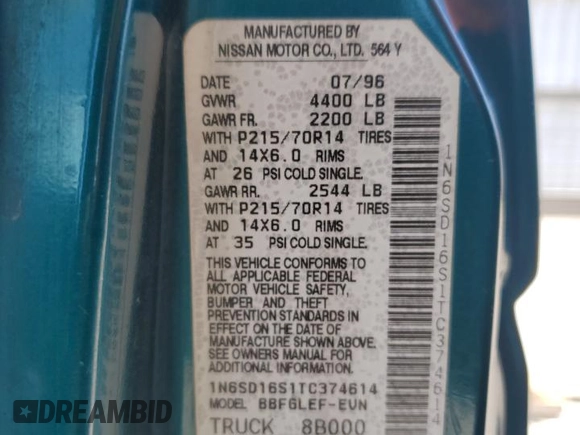 MANUFACTURED BY
NISSAN MOTOR CO., LTD. 564 Y
DATE 07/96
GVWR 4400 LB
GAWR FR. 2200 LB
WITH P215/70R14 TIRES
AND 14X6.0 RIMS
AT 26 PSI COLD SINGLE.
GAWR RR. 2544 LB
WITH P215/70R14 TIRES
AND 14X6.0 RIMS
AT 35 PSI COLD SINGLE.
THIS VEHICLE CONFORMS TO
ALL APPLICABLE FEDERAL
MOTOR VEHICLE SAFETY,
BUMPER AND THEFT
PREVENTION STANDARDS IN
EFFECT ON THE DATE OF
MANUFACTURE SHOWN ABOVE.
SEE OWNERS MANUAL FOR
ADDITIONAL INFORMATION
1N6SD16S1TC374614
MODEL BBFGLEF-EUN
TRUCK 8B000
1N6SD16S1TC374614
DREAMBID
DREAMBID